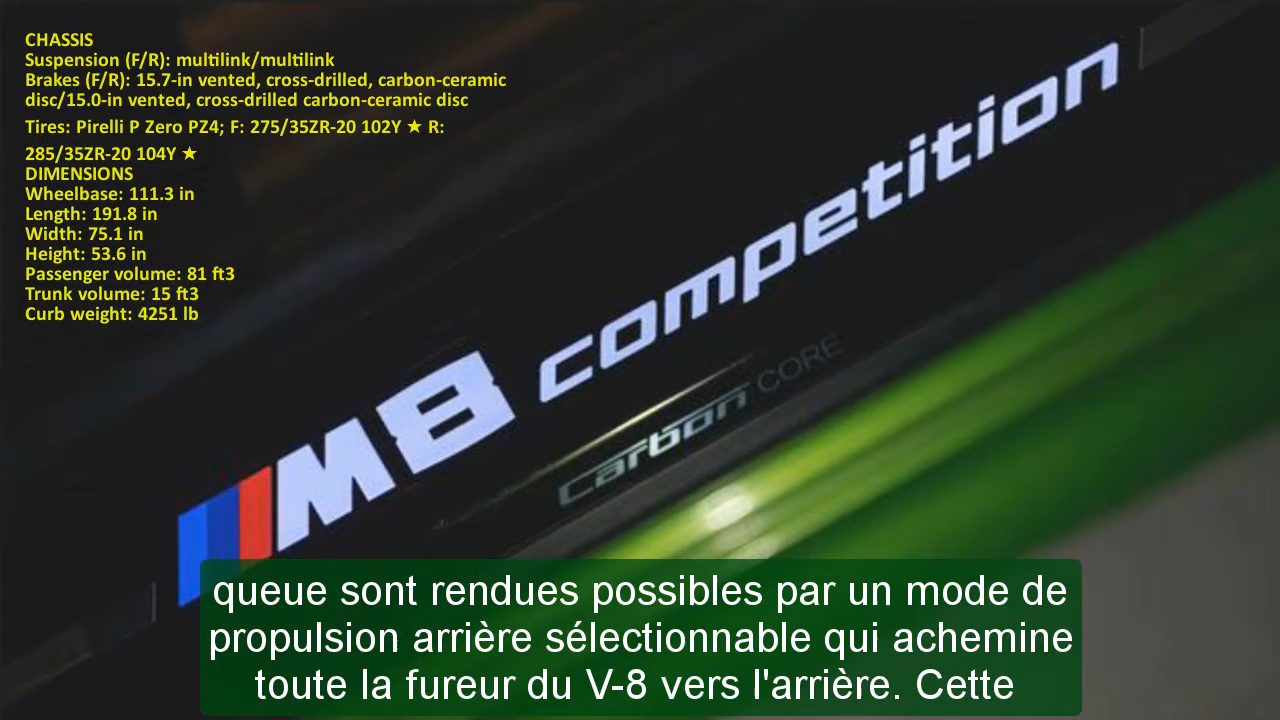 CHASSIS
Suspension (F/R): multilink/multilink
Brakes (F/R): 15.7-in vented, cross-drilled, carbon-ceramic
disc/15.0-in vented, cross-drilled carbon-ceramic disc
Tires: Pirelli P Zero PZ4; F: 275/35ZR-20 102Y ★ R:
285/35ZR-20 104Y ★
DIMENSIONS
Wheelbase: 111.3 in
Length: 191.8 in
Width: 75.1 in
Height: 53.6 in
Passenger volume: 81 ft3
Trunk volume: 15 ft3
Curb weight: 4251 lb
M8 competition
carbon CORE
queue sont rendues possibles par un mode de
propulsion arrière sélectionnable qui achemine
toute la fureur du V-8 vers l'arrière. Cette